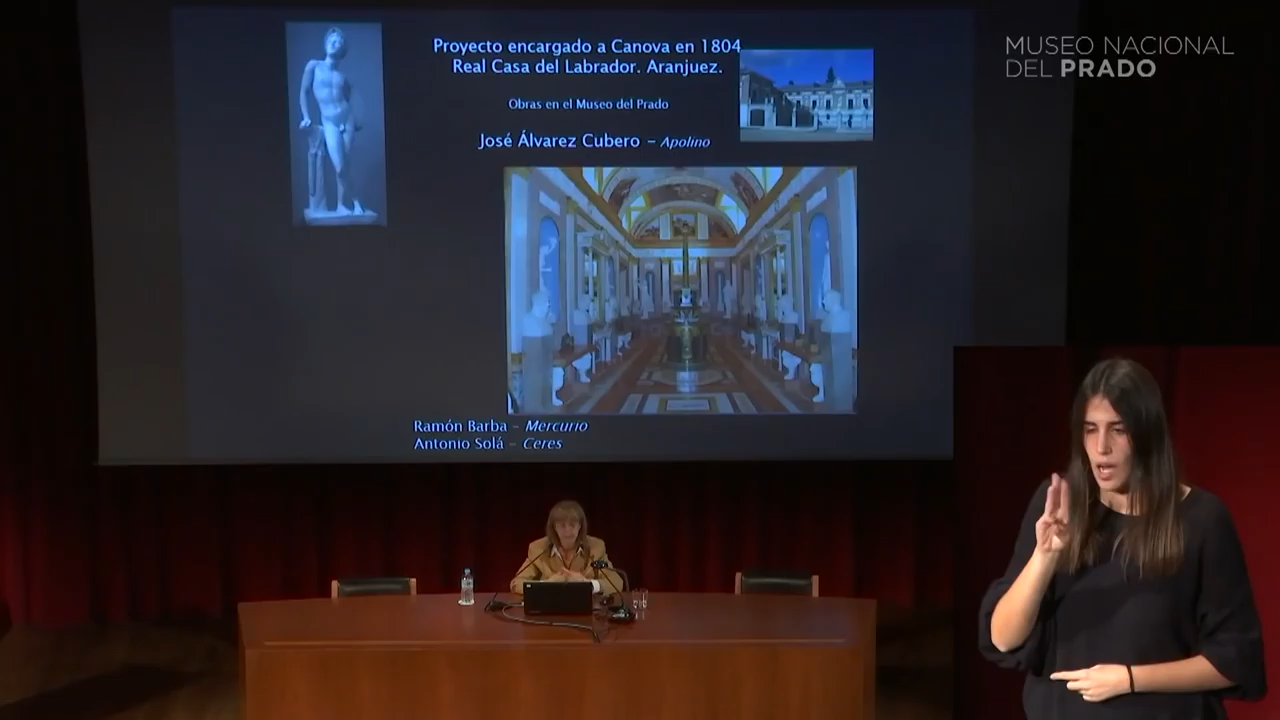 Proyecto encargado a Canova en 1804
Real Casa del Labrador. Aranjuez.
Obras en el Museo del Prado
José Álvarez Cubero – Apolino
Ramón Barba – Mercurio
Antonio Solá – Ceres
MUSEO NACIONAL
DEL PRADO